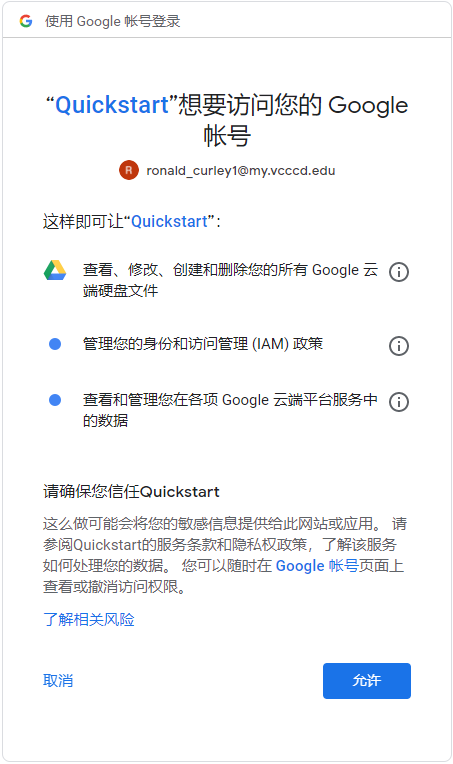 使用 Google 帐号登录
“Quickstart”想要访问您的 Google
帐号
R ronald_curley1@my.vcccd.edu
这样即可让“Quickstart”：
查看、修改、创建和删除您的所有 Google 云
端硬盘文件
管理您的身份和访问管理 (IAM) 政策
查看和管理您在各项 Google 云端平台服务中
的数据
请确保您信任Quickstart
这么做可能会将您的敏感信息提供给此网站或应用。 请
参阅Quickstart的服务条款和隐私权政策，了解该服务
如何处理您的数据。 您可以随时在 Google 帐号页面上
查看或撤消访问权限。
了解相关风险
取消
允许